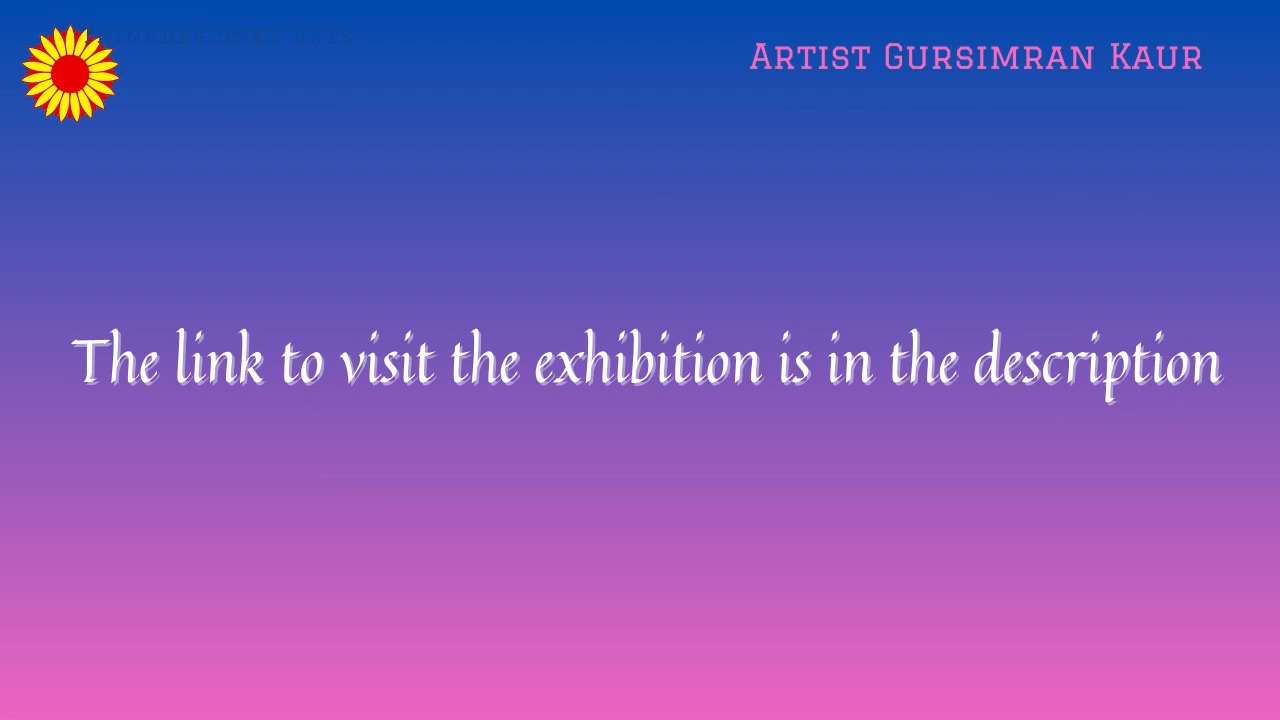 Artist Gursimran Kaur
The link to visit the exhibition is in the description